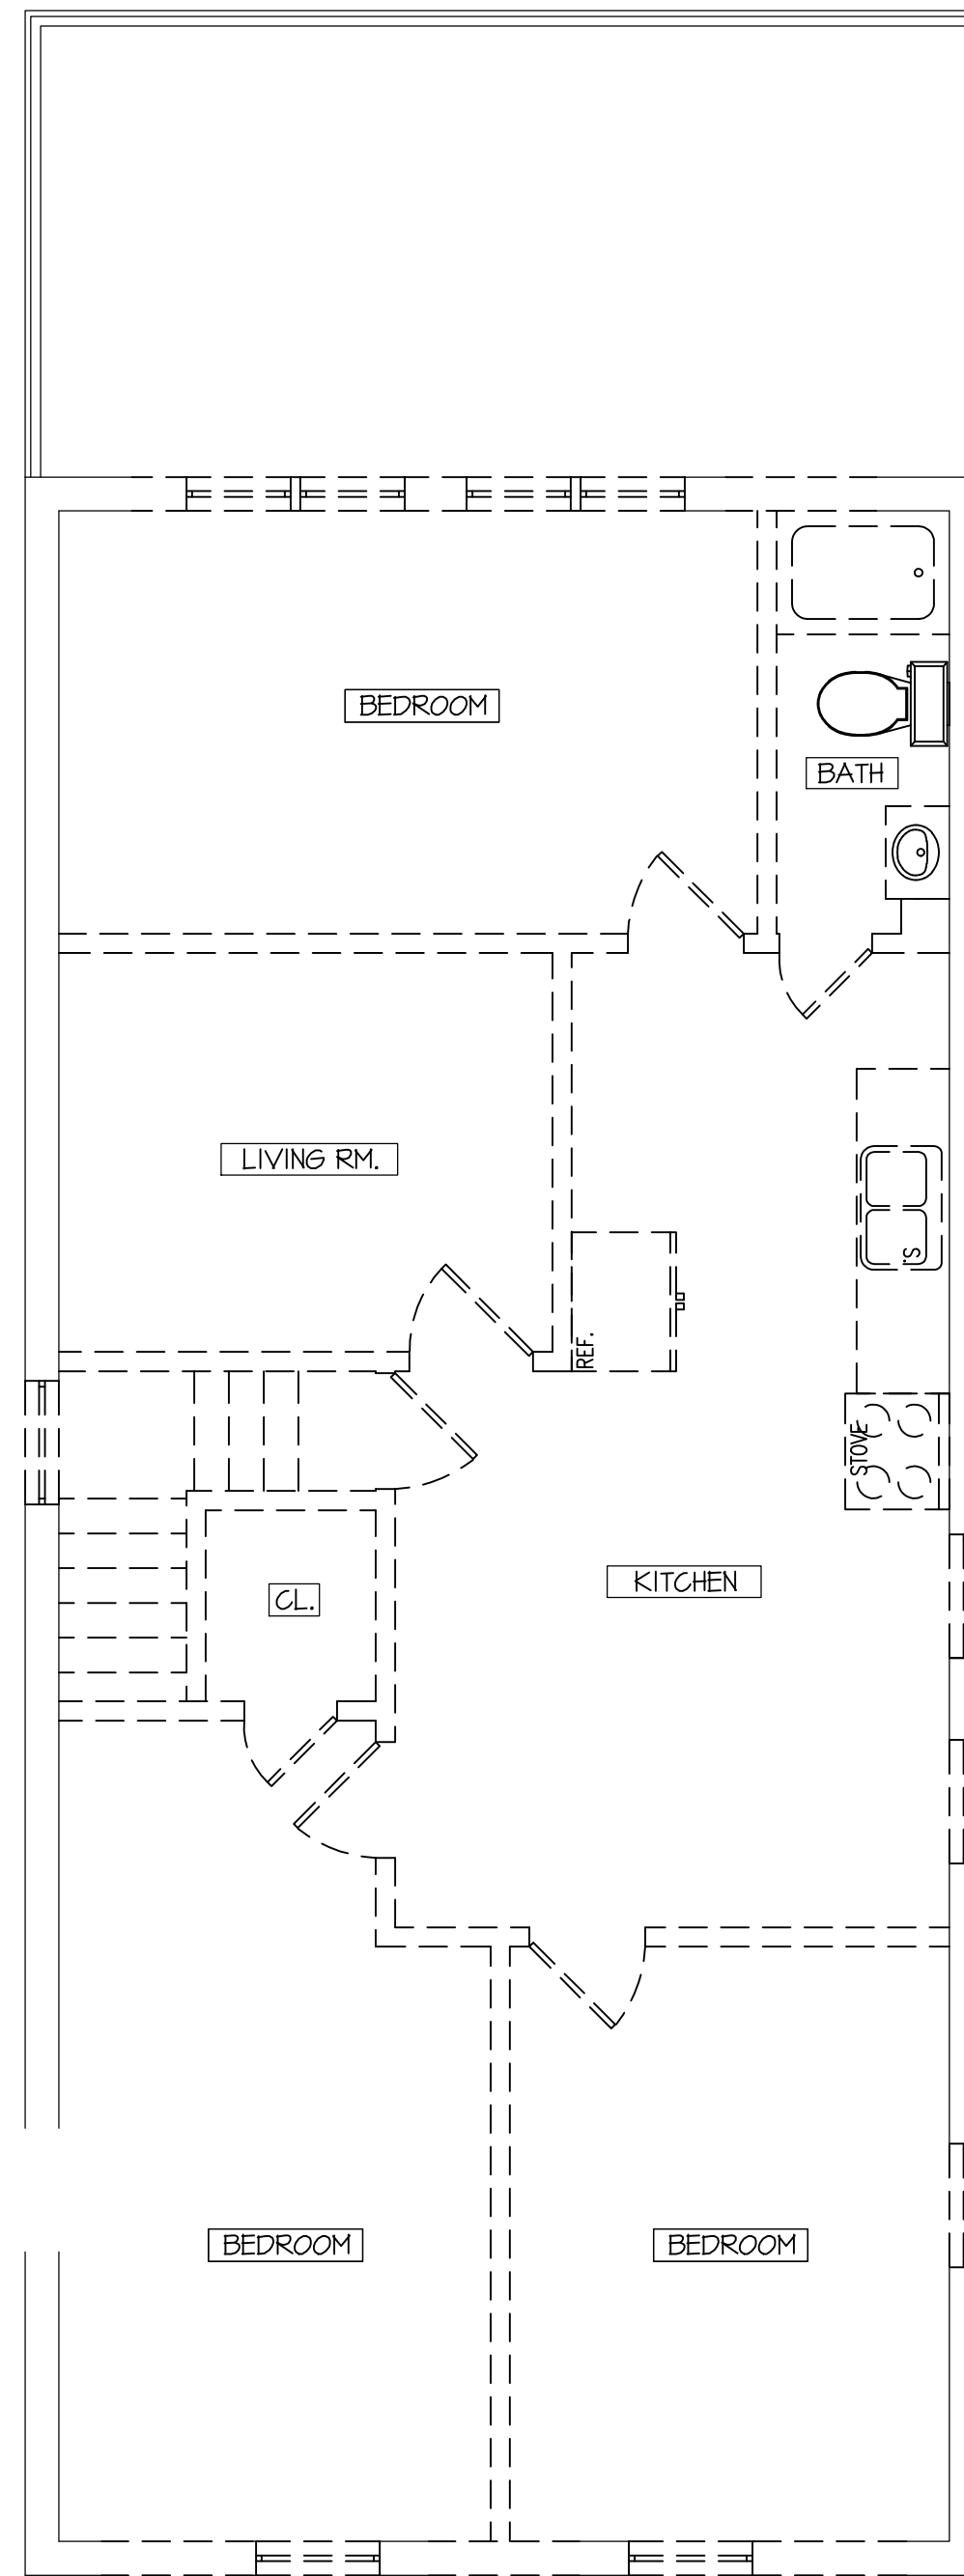 BEDROOM
BATH
LIVING RM.
S.
REF.
STOVE
KITCHEN
CL.
BEDROOM
BEDROOM